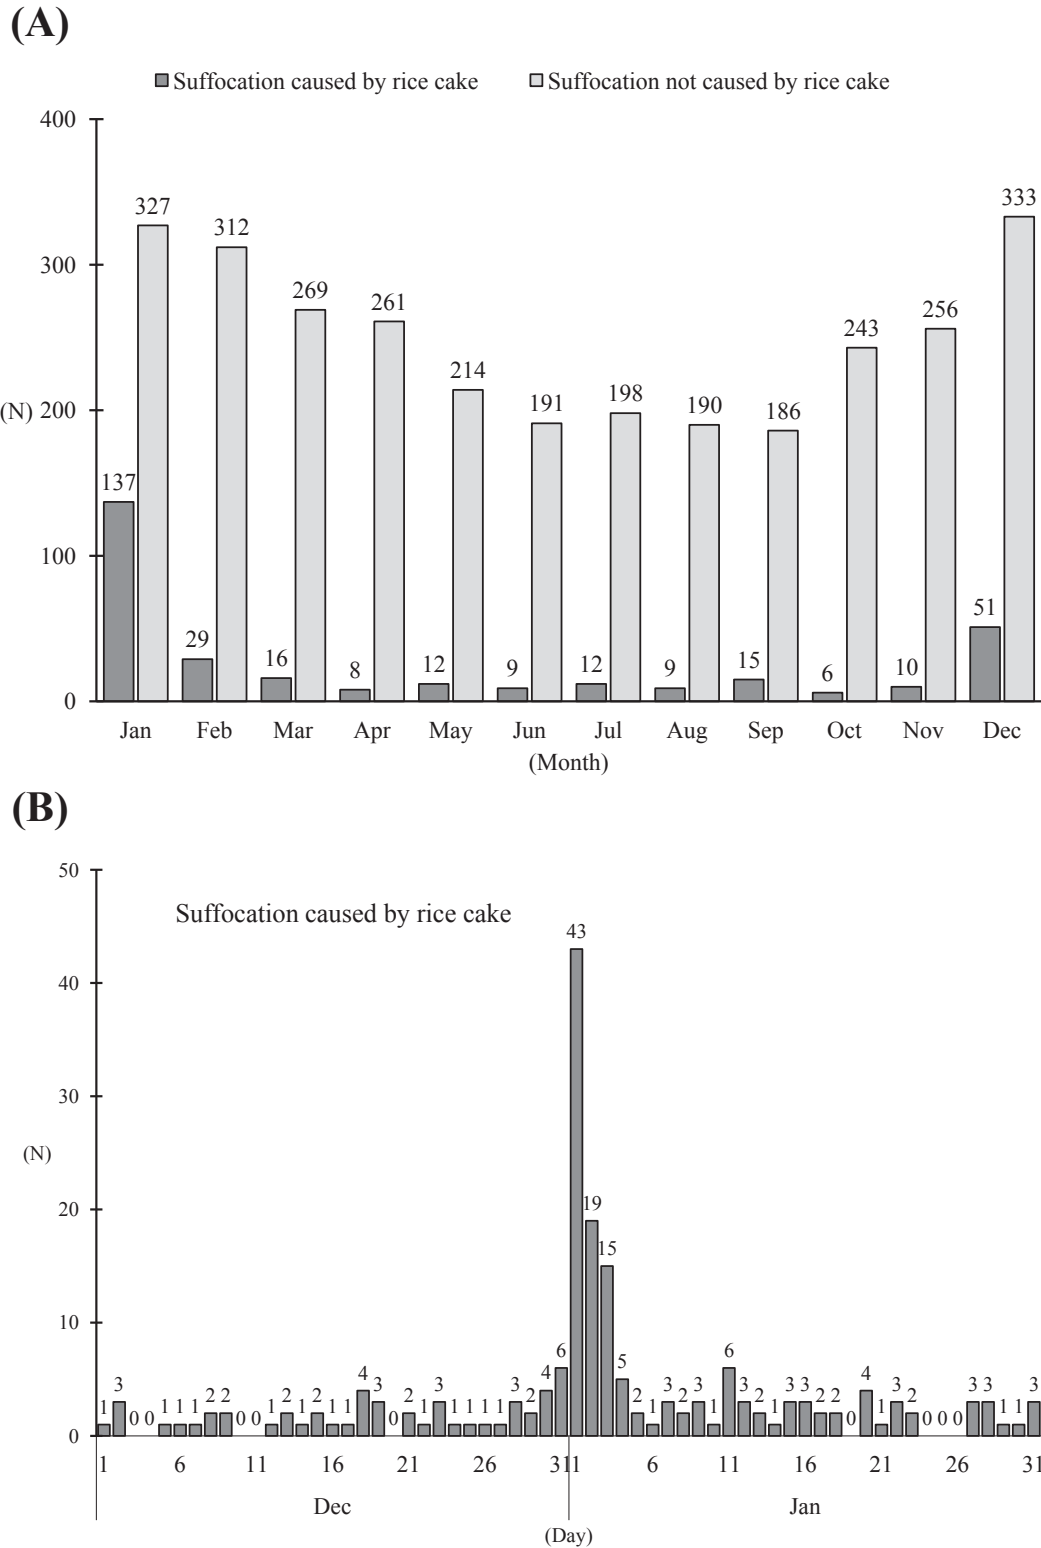 (A)
Suffocation caused by rice cake Suffocation not caused by rice cake
400
300
(N) 200
100
0
137 327 29 312 16 269 8 261 12 214 9 191 12 198 9 190 15 186 6 243 10 256 51 333
Jan Feb Mar Apr May Jun Jul Aug Sep Oct Nov Dec
(Month)
(B)
50
Suffocation caused by rice cake
40
30
(N)
20
10
0
1 3 0 0 1 1 1 2 2 0 0 1 2 1 2 1 1 4 3 0 2 1 3 1 1 1 1 3 2 4 6 43 19 15 5 2 1 3 2 3 1 6 3 2 1 3 3 2 2 0 4 1 3 2 0 0 0 3 3 1 1 3
1 6 11 16 21 26 31 1 6 11 16 21 26 31
Dec Jan
(Day)